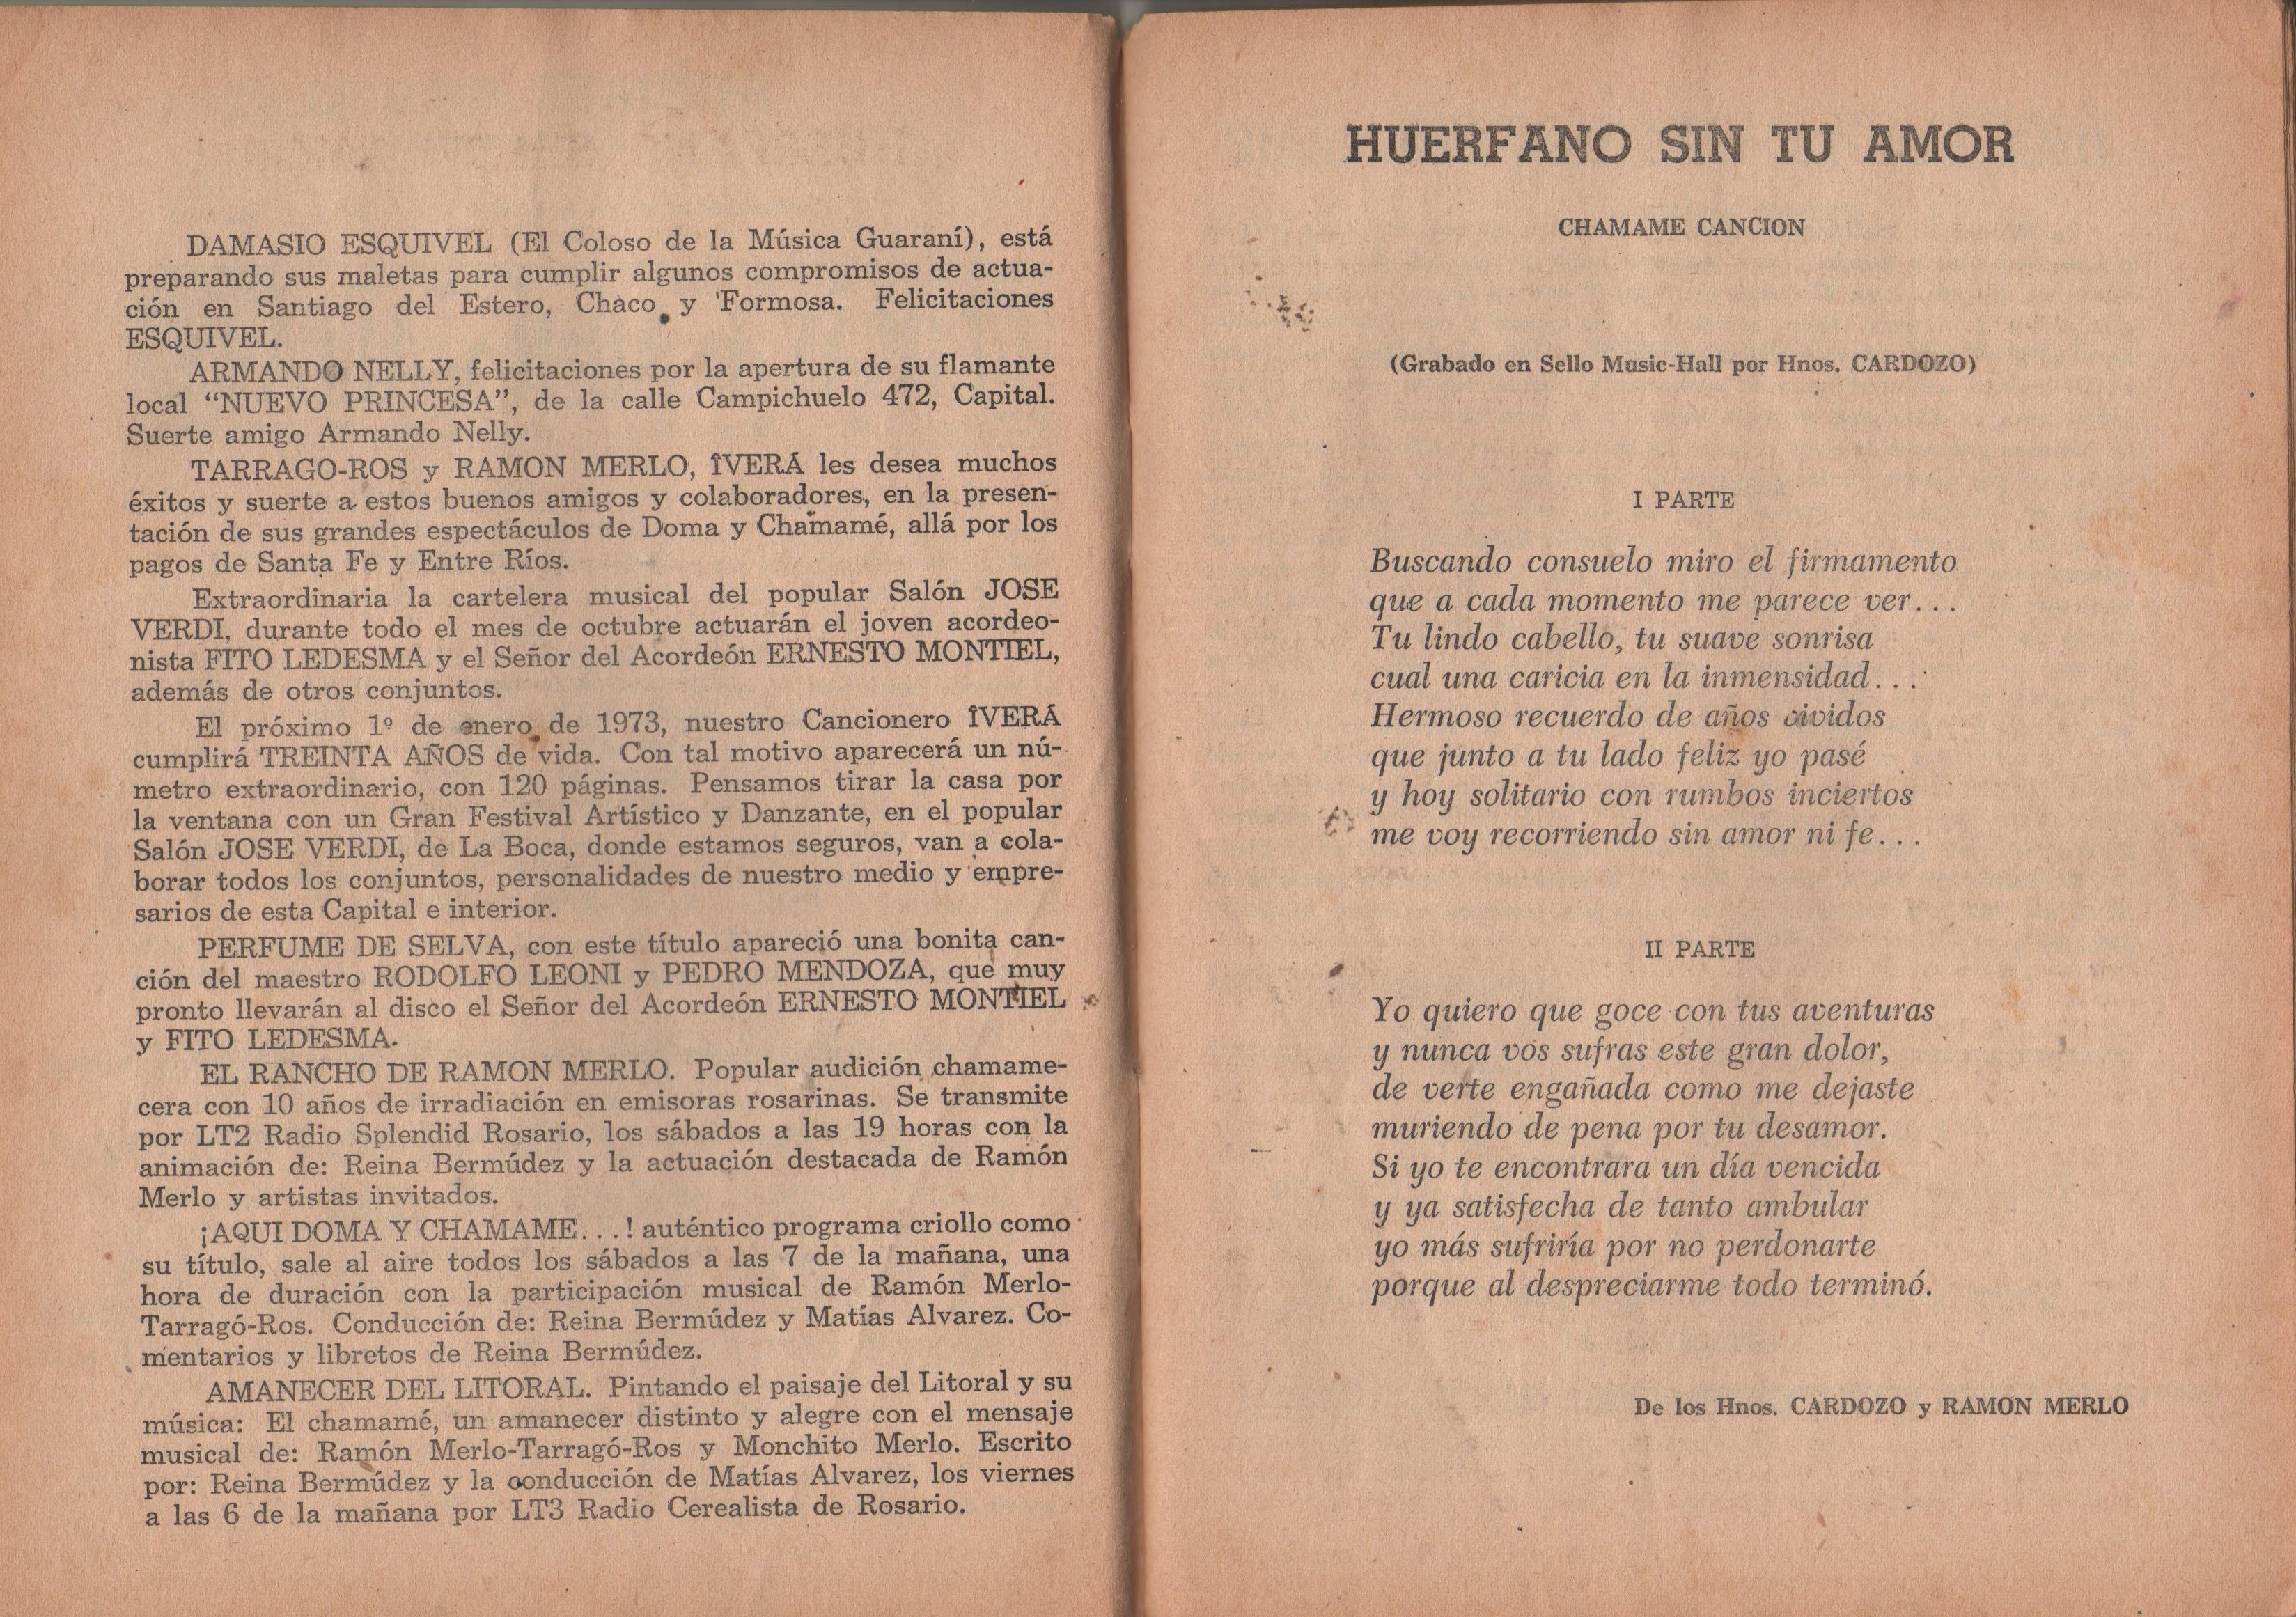 DAMASIO ESQUIVEL (El Coloso de la Música Guaraní), está
preparando sus maletas para cumplir algunos compromisos de actua-
ción en Santiago del Estero, Chaco y Formosa. Felicitaciones
ESQUIVEL.
ARMANDO NELLY, felicitaciones por la apertura de su flamante
local “NUEVO PRINCESA”, de la calle Campichuelo 472, Capital.
Suerte amigo Armando Nelly.
TARRAGO-ROS y RAMON MERLO, ÎVERÁ les desea muchos
éxitos y suerte a estos buenos amigos y colaboradores, en la presen-
tación de sus grandes espectáculos de Doma y Chamamé, allá por los
pagos de Santa Fe y Entre Ríos.
Extraordinaria la cartelera musical del popular Salón JOSE
VERDI, durante todo el mes de octubre actuarán el joven acordeo-
nista FITO LEDESMA y el Señor del Acordeón ERNESTO MONTIEL,
además de otros conjuntos.
El próximo 1º de enero de 1973, nuestro Cancionero ÎVERÁ
cumplirá TREINTA AÑOS de vida. Con tal motivo aparecerá un nú-
metro extraordinario, con 120 páginas. Pensamos tirar la casa por
la ventana con un Gran Festival Artístico y Danzante, en el popular
Salón JOSE VERDI, de La Boca, donde estamos seguros, van a cola-
borar todos los conjuntos, personalidades de nuestro medio y empre-
sarios de esta Capital e interior.
PERFUME DE SELVA, con este título apareció una bonita can-
ción del maestro RODOLFO LEONI y PEDRO MENDOZA, que muy
pronto llevarán al disco el Señor del Acordeón ERNESTO MONTIEL
y FITO LEDESMA.
EL RANCHO DE RAMON MERLO. Popular audición chamame-
cera con 10 años de irradiación en emisoras rosarinas. Se transmite
por LT2 Radio Splendid Rosario, los sábados a las 19 horas con la
animación de: Reina Bermúdez y la actuación destacada de Ramón
Merlo y artistas invitados.
¡AQUI DOMA Y CHAMAME...! auténtico programa criollo como
su título, sale al aire todos los sábados a las 7 de la mañana, una
hora de duración con la participación musical de Ramón Merlo-
Tarragó-Ros. Conducción de: Reina Bermúdez y Matías Alvarez. Co-
mentarios y libretos de Reina Bermúdez.
AMANECER DEL LITORAL. Pintando el paisaje del Litoral y su
música: El chamamé, un amanecer distinto y alegre con el mensaje
musical de: Ramón Merlo-Tarragó-Ros y Monchito Merlo. Escrito
por: Reina Bermúdez y la conducción de Matías Alvarez, los viernes
a las 6 de la mañana por LT3 Radio Cerealista de Rosario.
HUERFANO SIN TU AMOR
CHAMAME CANCION
(Grabado en Sello Music-Hall por Hnos. CARDOZO)
I PARTE
Buscando consuelo miro el firmamento
que a cada momento me parece ver...
Tu lindo cabello, tu suave sonrisa
cual una caricia en la inmensidad...
Hermoso recuerdo de años vividos
que junto a tu lado feliz yo pasé
y hoy solitario con rumbos inciertos
me voy recorriendo sin amor ni fe...
II PARTE
Yo quiero que goce con tus aventuras
y nunca vos sufras este gran dolor,
de verte engañada como me dejaste
muriendo de pena por tu desamor.
Si yo te encontrara un día vencida
y ya satisfecha de tanto ambular
yo más sufriría por no perdonarte
porque al despreciarme todo terminó.
De los Hnos. CARDOZO y RAMON MERLO